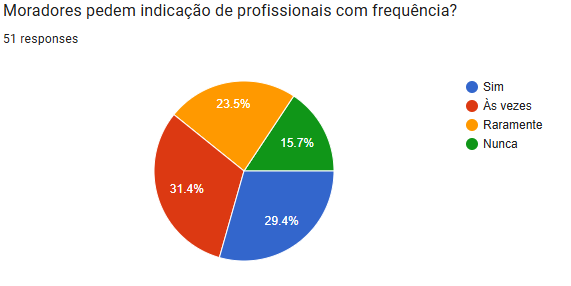 Moradores pedem indicação de profissionais com frequência?
51 responses
Sim
Às vezes
Raramente
Nunca
23.5%
15.7%
31.4%
29.4%